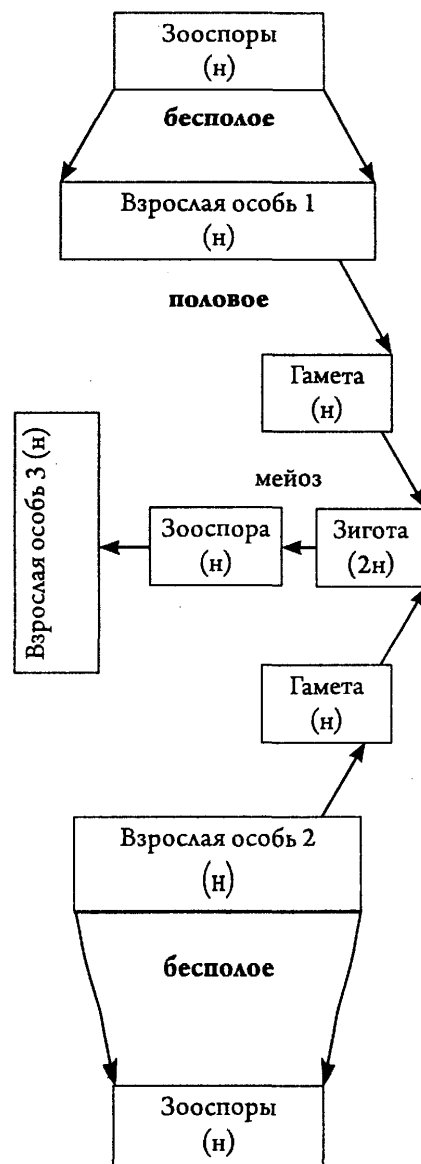 Зооспоры
(н)
бесполое
Взрослая особь 1
(н)
половое
Гамета
(н)
мейоз
Взрослая особь 3 (н)
Зооспора
(н)
Зигота
(2н)
Гамета
(н)
Взрослая особь 2
(н)
бесполое
Зооспоры
(н)